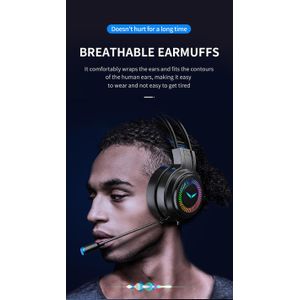 Doesn't hurt for a long time
BREATHABLE EARMUFFS
It comfortably wraps the ears and fits the contours
of the human ears, making it easy
to wear and not easy to get tired